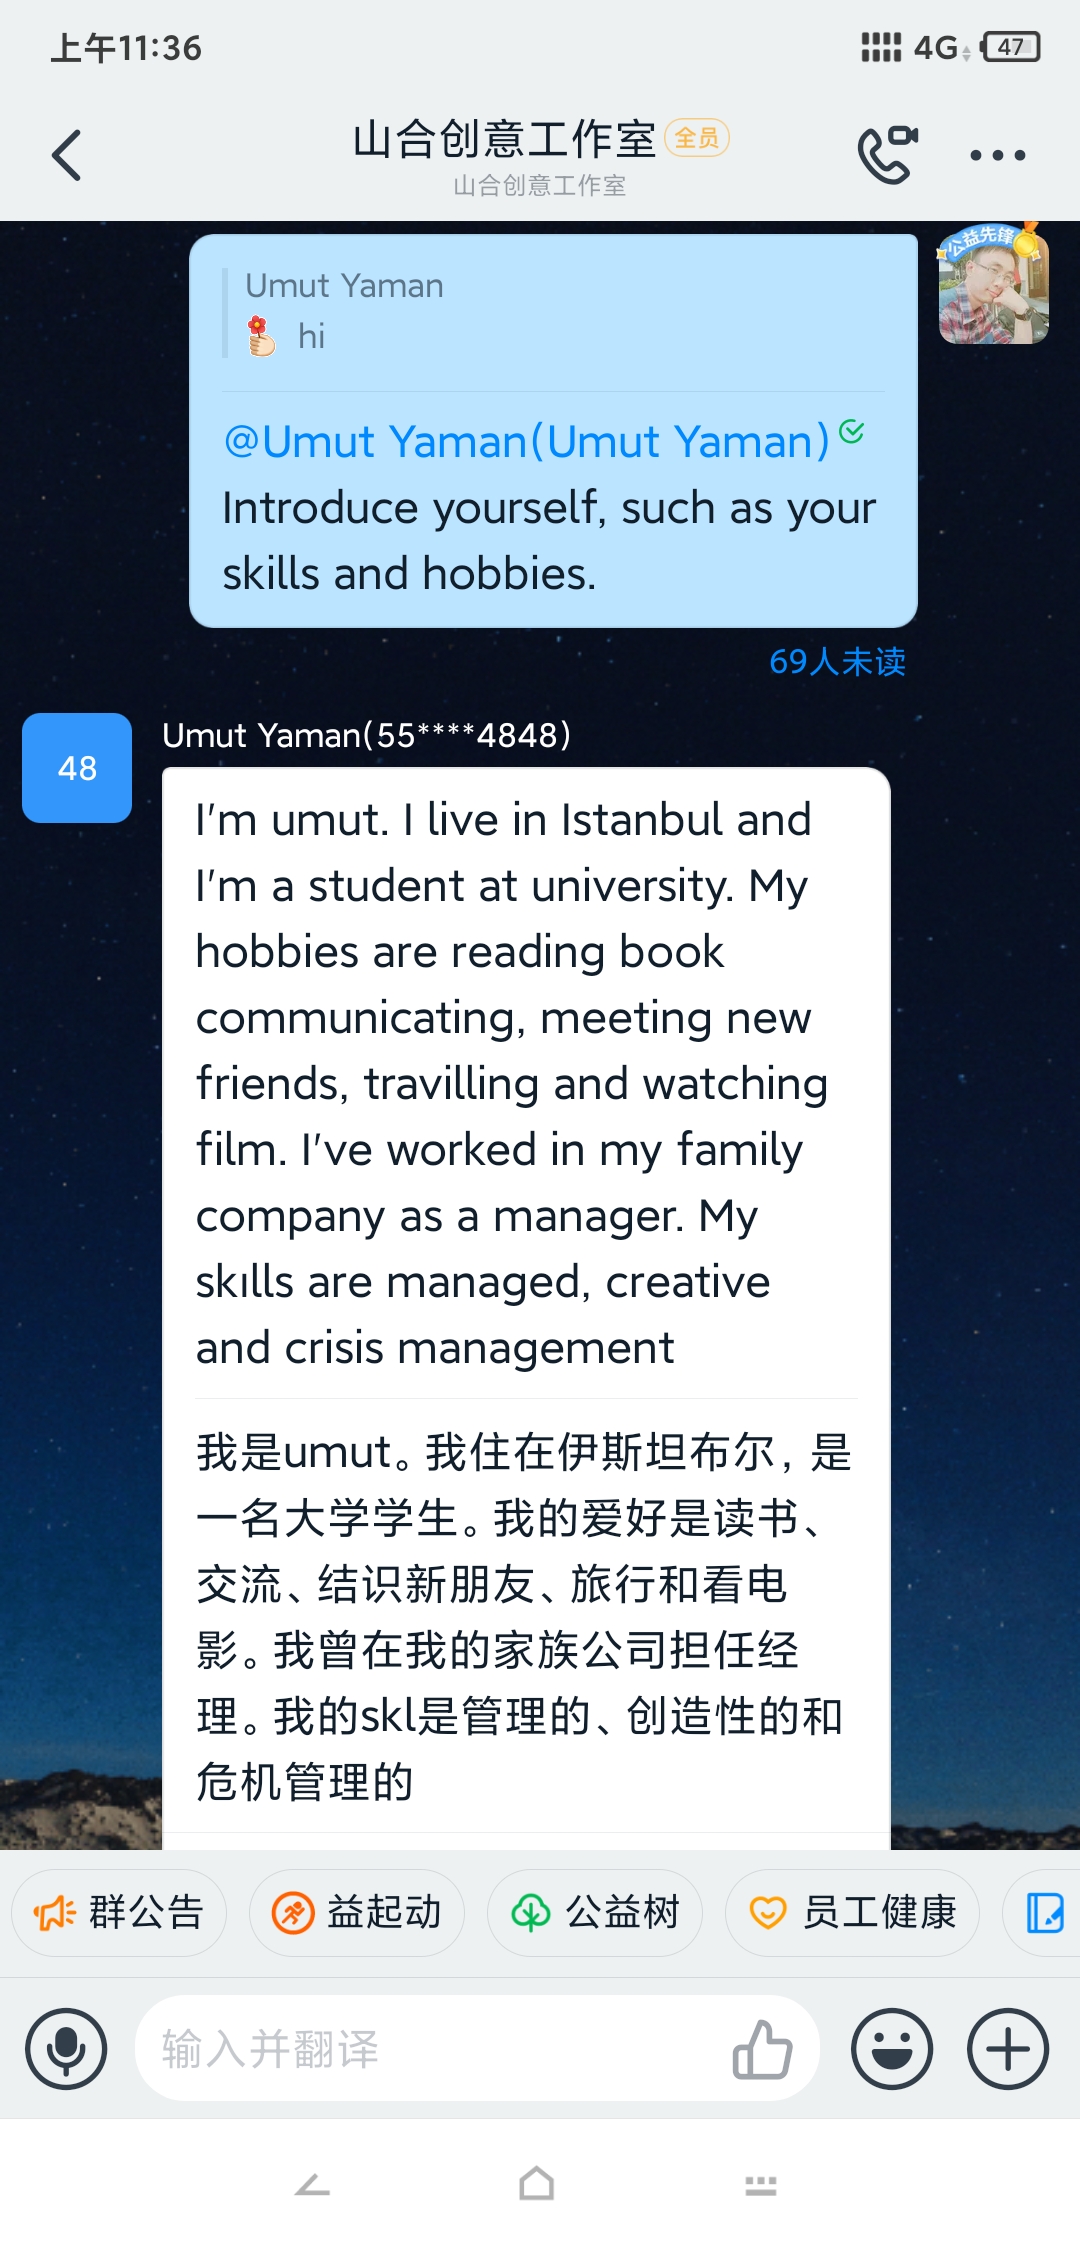 上午11:36
4G
47
山合创意工作室 全员
山合创意工作室
公益先锋
Umut Yaman
hi
@Umut Yaman(Umut Yaman)
Introduce yourself, such as your
skills and hobbies.
69人未读
48
Umut Yaman(55****4848)
I'm umut. I live in Istanbul and
I'm a student at university. My
hobbies are reading book
communicating, meeting new
friends, travilling and watching
film. I've worked in my family
company as a manager. My
skılls are managed, creative
and crisis management
我是umut。我住在伊斯坦布尔，是
一名大学学生。我的爱好是读书、
交流、结识新朋友、旅行和看电
影。我曾在我的家族公司担任经
理。我的skl是管理的、创造性的和
危机管理的
群公告
益起动
公益树
员工健康
输入并翻译